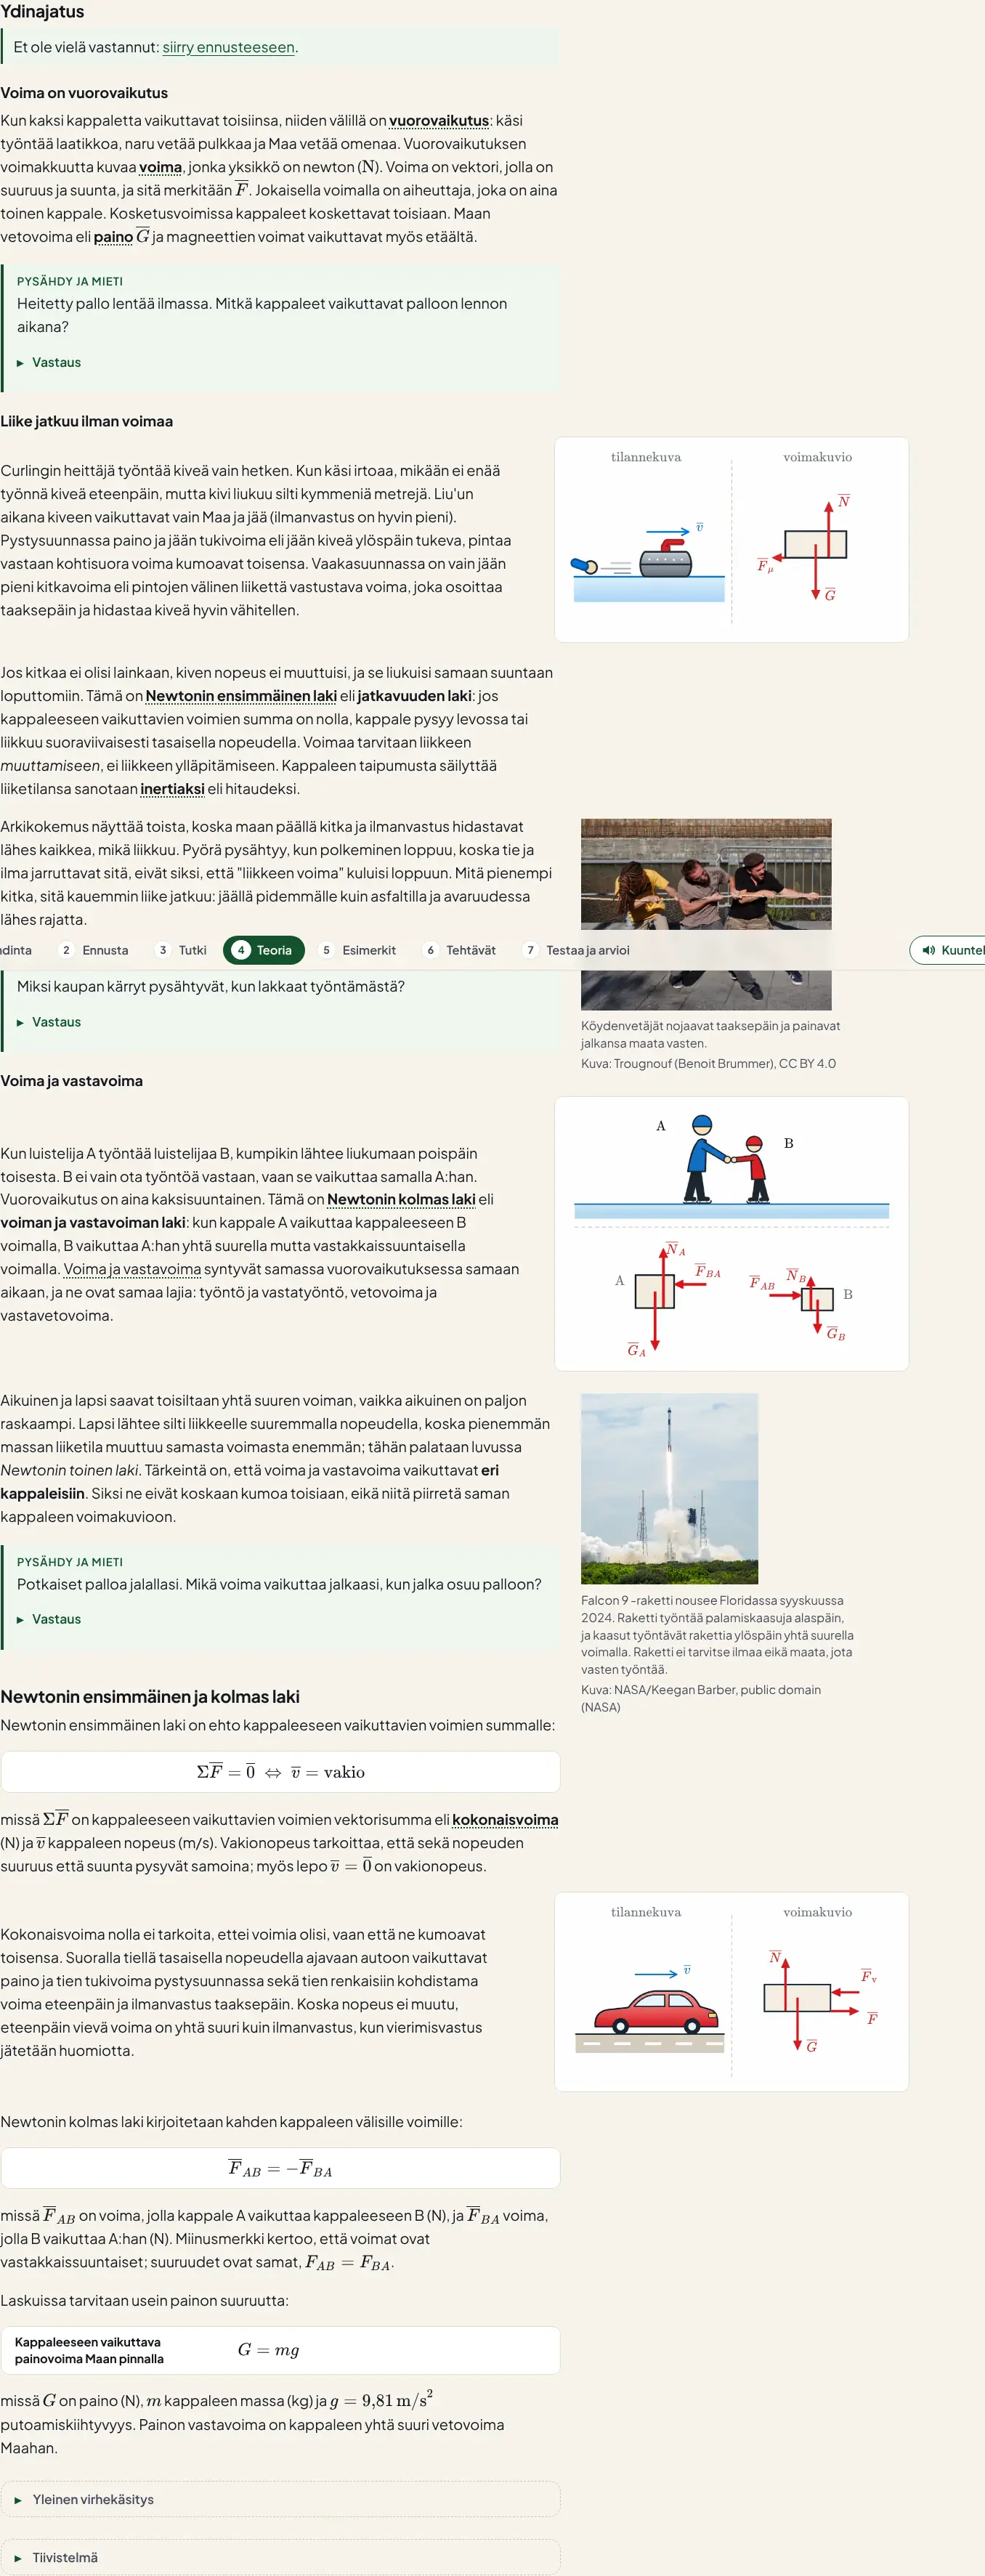 Ydinajatus
Et ole vielä vastannut: siirry ennusteeseen.
Voima on vuorovaikutus
Kun kaksi kappaletta vaikuttavat toisiinsa, niiden välillä on vuorovaikutus: käsi
työntää laatikkoa, naru vetää pulkkaa ja Maa vetää omenaa. Vuorovaikutuksen
voimakkuutta kuvaa voima, jonka yksikkö on newton (N). Voima on vektori, jolla on
suuruus ja suunta, ja sitä merkitään F̅. Jokaisella voimalla on aiheuttaja, joka on aina
toinen kappale. Kosketusvoimissa kappaleet koskettavat toisiaan. Maan
vetovoima eli paino G̅ ja magneettien voimat vaikuttavat myös etäältä.
PYSÄHDY JA MIETI
Heitetty pallo lentää ilmassa. Mitkä kappaleet vaikuttavat palloon lennon
aikana?
▸ Vastaus
Liike jatkuu ilman voimaa
Curlingin heittäjä työntää kiveä vain hetken. Kun käsi irtoaa, mikään ei enää
työnnä kiveä eteenpäin, mutta kivi liukuu silti kymmeniä metrejä. Liu'un
aikana kiveen vaikuttavat vain Maa ja jää (ilmanvastus on hyvin pieni).
Pystysuunnassa paino ja jään tukivoima eli jään kiveä ylöspäin tukeva, pintaa
vastaan kohtisuora voima kumoavat toisensa. Vaakasuunnassa on vain jään
pieni kitkavoima eli pintojen välinen liikettä vastustava voima, joka osoittaa
taaksepäin ja hidastaa kiveä hyvin vähitellen.
tilannekuva
voimakuvio
v̅
N̅
F̅μ
G̅
Jos kitkaa ei olisi lainkaan, kiven nopeus ei muuttuisi, ja se liukuisi samaan suuntaan
loputtomiin. Tämä on Newtonin ensimmäinen laki eli jatkavuuden laki: jos
kappaleeseen vaikuttavien voimien summa on nolla, kappale pysyy levossa tai
liikkuu suoraviivaisesti tasaisella nopeudella. Voimaa tarvitaan liikkeen
muuttamiseen, ei liikkeen ylläpitämiseen. Kappaleen taipumusta säilyttää
liiketilansa sanotaan inertiaksi eli hitaudeksi.
Arkikokemus näyttää toista, koska maan päällä kitka ja ilmanvastus hidastavat
lähes kaikkea, mikä liikkuu. Pyörä pysähtyy, kun polkeminen loppuu, koska tie ja
ilma jarruttavat sitä, eivät siksi, että "liikkeen voima" kuluisi loppuun. Mitä pienempi
kitka, sitä kauemmin liike jatkuu: jäällä pidemmälle kuin asfaltilla ja avaruudessa
lähes rajatta.
2 Ennusta
3 Tutki
4 Teoria
5 Esimerkit
6 Tehtävät
7 Testaa ja arvioi
Miksi kaupan kärryt pysähtyvät, kun lakkaat työntämästä?
▸ Vastaus
Köydenvetäjät nojaavat taaksepäin ja painavat
jalkansa maata vasten.
Kuva: Trougnouf (Benoit Brummer), CC BY 4.0
Voima ja vastavoima
Kun luistelija A työntää luistelijaa B, kumpikin lähtee liukumaan poispäin
toisesta. B ei vain ota työntöä vastaan, vaan se vaikuttaa samalla A:han.
Vuorovaikutus on aina kaksisuuntainen. Tämä on Newtonin kolmas laki eli
voiman ja vastavoiman laki: kun kappale A vaikuttaa kappaleeseen B
voimalla, B vaikuttaa A:han yhtä suurella mutta vastakkaissuuntaisella
voimalla. Voima ja vastavoima syntyvät samassa vuorovaikutuksessa samaan
aikaan, ja ne ovat samaa lajia: työntö ja vastatyöntö, vetovoima ja
vastavetovoima.
A
B
N̅A
F̅BA
A
G̅A
F̅AB
N̅B
B
G̅B
Aikuinen ja lapsi saavat toisiltaan yhtä suuren voiman, vaikka aikuinen on paljon
raskaampi. Lapsi lähtee silti liikkeelle suuremmalla nopeudella, koska pienemmän
massan liiketila muuttuu samasta voimasta enemmän; tähän palataan luvussa
Newtonin toinen laki. Tärkeintä on, että voima ja vastavoima vaikuttavat eri
kappaleisiin. Siksi ne eivät koskaan kumoa toisiaan, eikä niitä piirretä saman
kappaleen voimakuvioon.
PYSÄHDY JA MIETI
Potkaiset palloa jalallasi. Mikä voima vaikuttaa jalkaasi, kun jalka osuu palloon?
▸ Vastaus
Falcon 9 -raketti nousee Floridassa syyskuussa
2024. Raketti työntää palamiskaasuja alaspäin,
ja kaasut työntävät rakettia ylöspäin yhtä suurella
voimalla. Raketti ei tarvitse ilmaa eikä maata, jota
vasten työntää.
Kuva: NASA/Keegan Barber, public domain
(NASA)
Newtonin ensimmäinen ja kolmas laki
Newtonin ensimmäinen laki on ehto kappaleeseen vaikuttavien voimien summalle:
ΣF̅ = 0̅ ⇔ v̅ = vakio
missä ΣF̅ on kappaleeseen vaikuttavien voimien vektorisumma eli kokonaisvoima
(N) ja v̅ kappaleen nopeus (m/s). Vakionopeus tarkoittaa, että sekä nopeuden
suuruus että suunta pysyvät samoina; myös lepo v̅ = 0̅ on vakionopeus.
Kokonaisvoima nolla ei tarkoita, ettei voimia olisi, vaan että ne kumoavat
toisensa. Suoralla tiellä tasaisella nopeudella ajavaan autoon vaikuttavat
paino ja tien tukivoima pystysuunnassa sekä tien renkaisiin kohdistama
voima eteenpäin ja ilmanvastus taaksepäin. Koska nopeus ei muutu,
eteenpäin vievä voima on yhtä suuri kuin ilmanvastus, kun vierimisvastus
jätetään huomiotta.
tilannekuva
voimakuvio
v̅
N̅
F̅v
F̅
G̅
Newtonin kolmas laki kirjoitetaan kahden kappaleen välisille voimille:
F̅AB = −F̅BA
missä F̅AB on voima, jolla kappale A vaikuttaa kappaleeseen B (N), ja F̅BA voima,
jolla B vaikuttaa A:han (N). Miinusmerkki kertoo, että voimat ovat
vastakkaissuuntaiset; suuruudet ovat samat, FAB = FBA.
Laskuissa tarvitaan usein painon suuruutta:
Kappaleeseen vaikuttava
painovoima Maan pinnalla
G = mg
missä G on paino (N), m kappaleen massa (kg) ja g = 9,81 m/s²
putoamiskiihtyvyys. Painon vastavoima on kappaleen yhtä suuri vetovoima
Maahan.
▸ Yleinen virhekäsitys
▸ Tiivistelmä